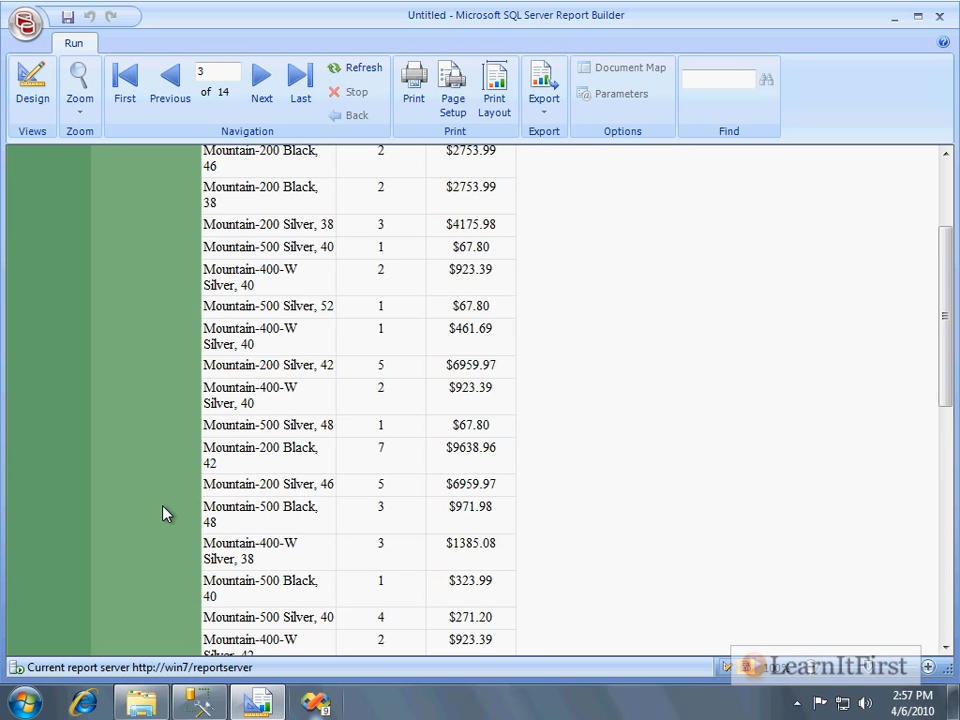 Untitled - Microsoft SQL Server Report Builder
Run
Design
Zoom
First
Previous
3
of 14
Next
Last
Refresh
Stop
Back
Print
Page
Setup
Print
Layout
Export
Document Map
Parameters
Views
Zoom
Navigation
Print
Export
Options
Find
Mountain-200 Black, 46 2 $2753.99
Mountain-200 Black, 38 2 $2753.99
Mountain-200 Silver, 38 3 $4175.98
Mountain-500 Silver, 40 1 $67.80
Mountain-400-W Silver, 40 2 $923.39
Mountain-500 Silver, 52 1 $67.80
Mountain-400-W Silver, 40 1 $461.69
Mountain-200 Silver, 42 5 $6959.97
Mountain-400-W Silver, 40 2 $923.39
Mountain-500 Silver, 48 1 $67.80
Mountain-200 Black, 42 7 $9638.96
Mountain-200 Silver, 46 5 $6959.97
Mountain-500 Black, 48 3 $971.98
Mountain-400-W Silver, 38 3 $1385.08
Mountain-500 Black, 40 1 $323.99
Mountain-500 Silver, 40 4 $271.20
Mountain-400-W Silver, 42 2 $923.39
Current report server http://win7/reportserver
100%
LearnItFirst
9
2:57 PM
4/6/2010